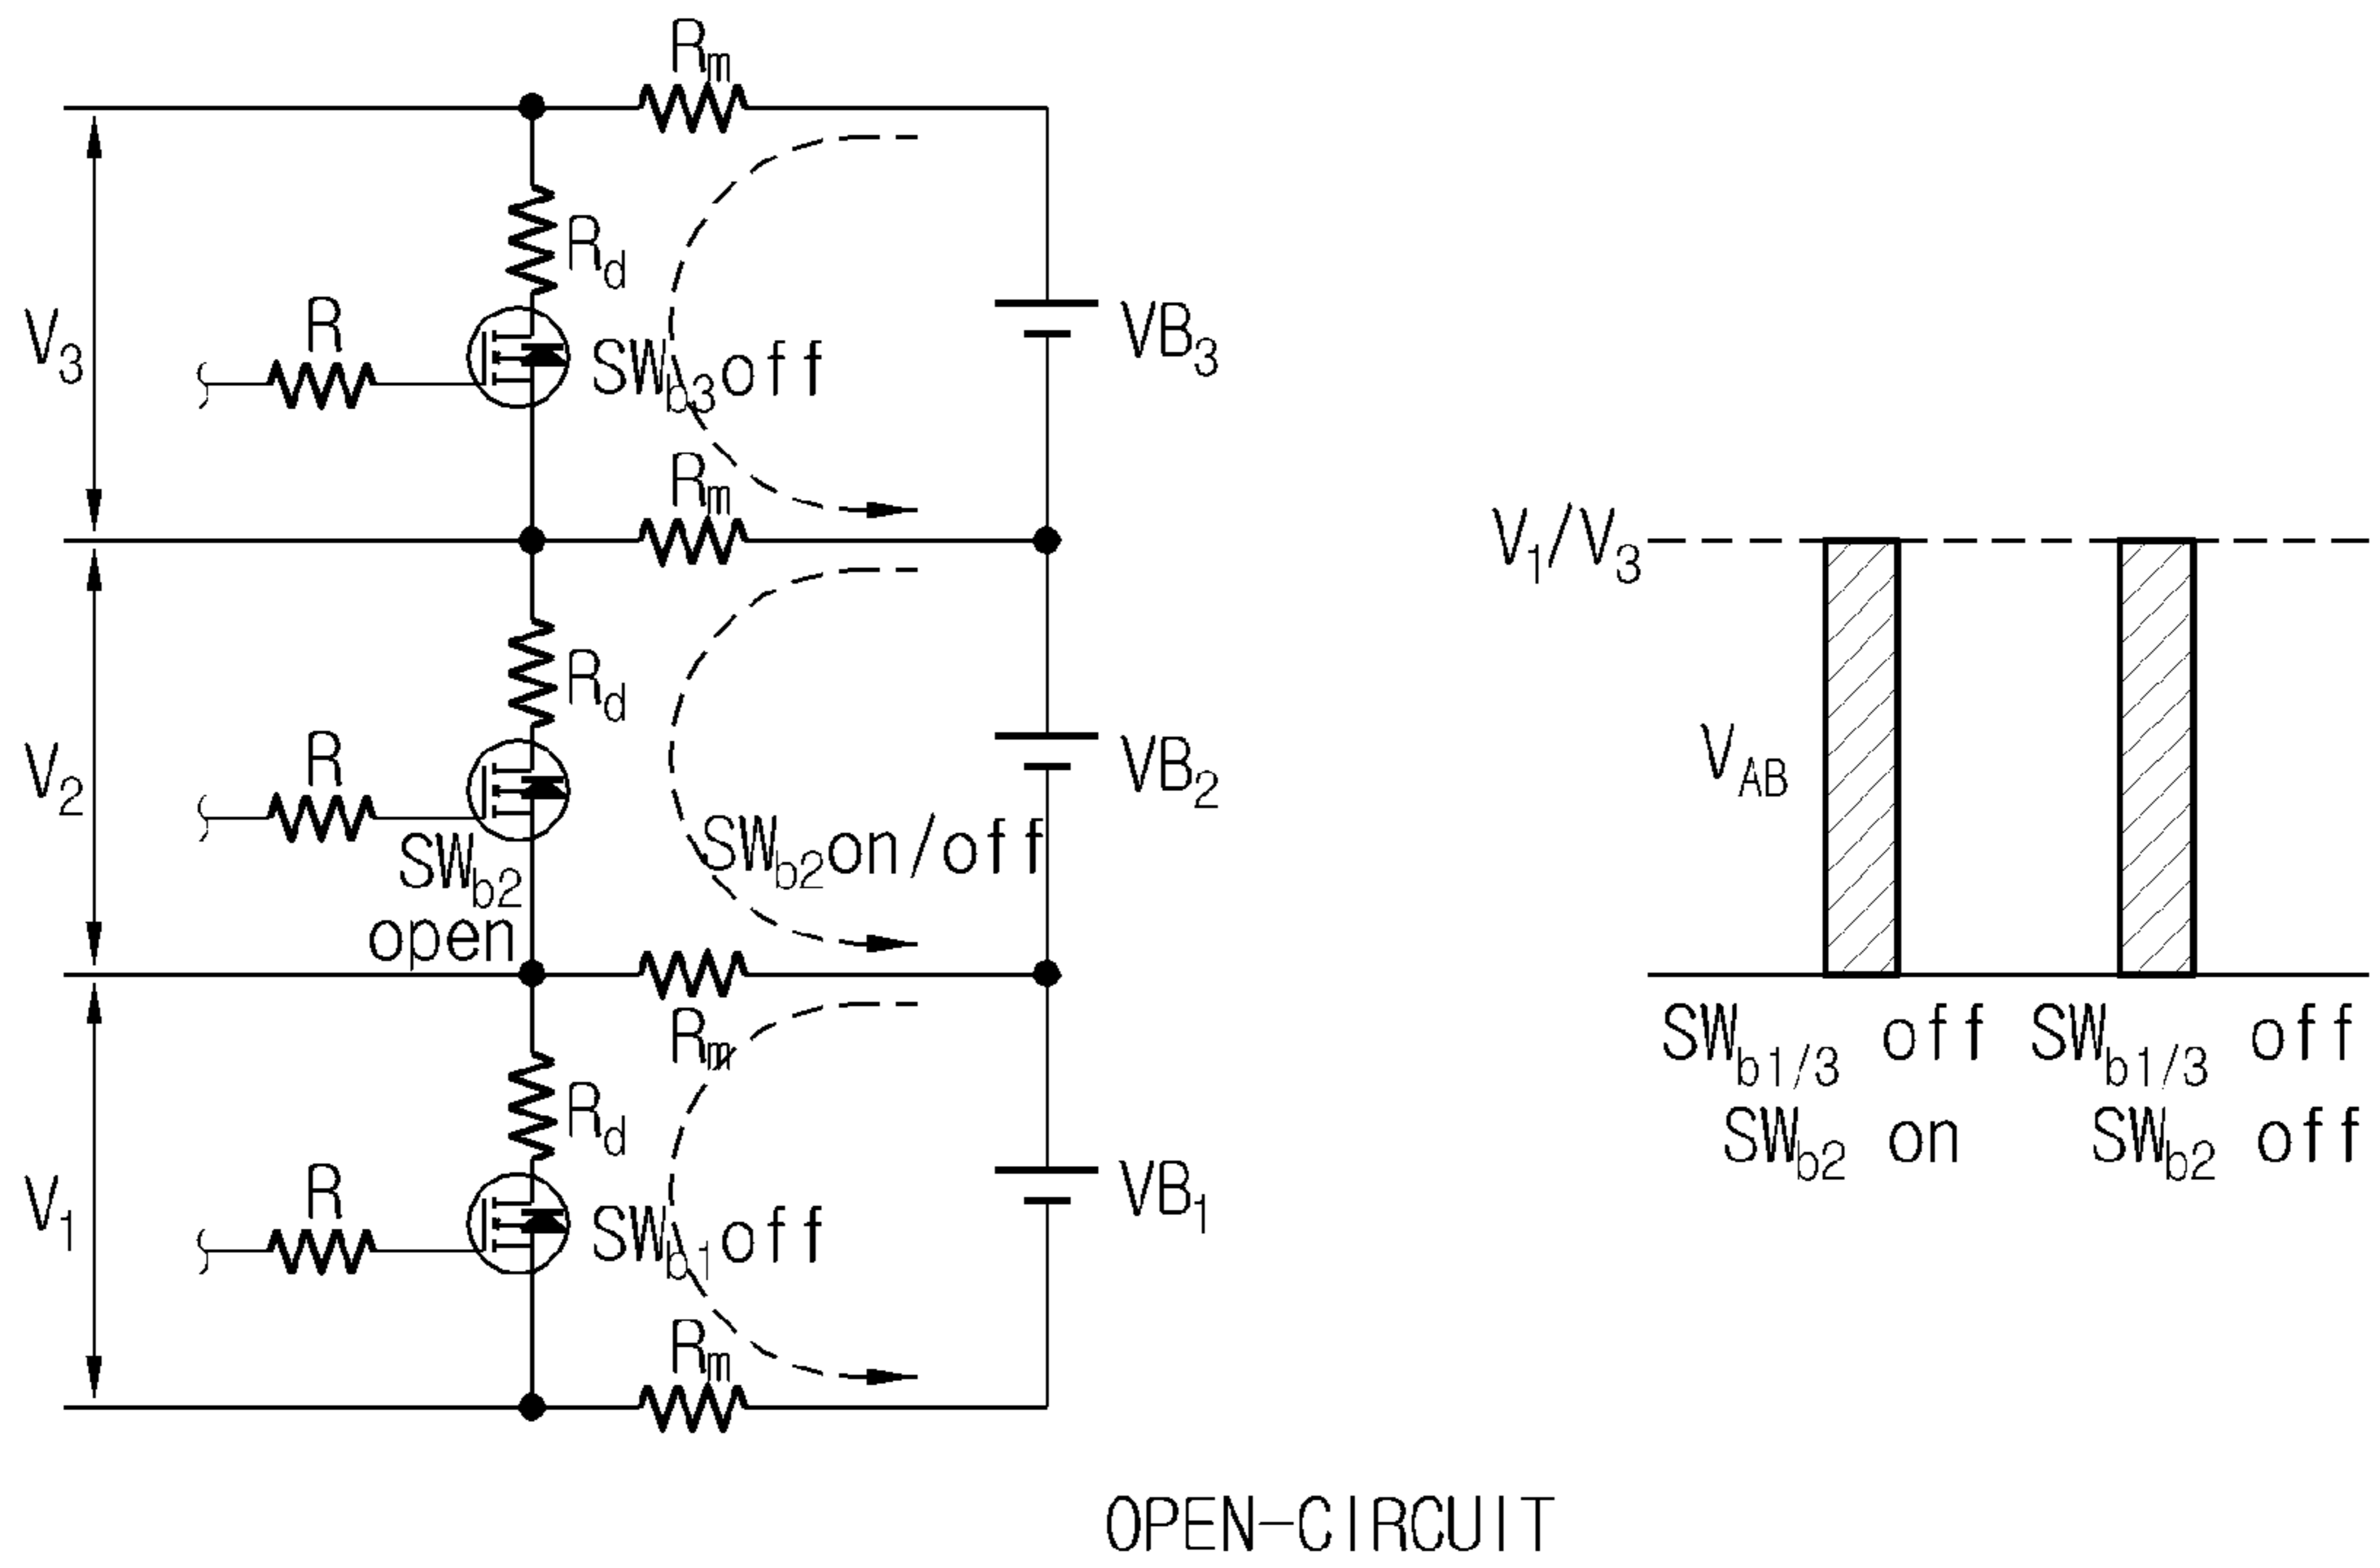 Rm
Rd
V3
R
SWb3 off
VB3
Rm
V1/V3
Rd
V2
R
VB2
VAB
SWb2
open
SWb2 on/off
Rm
SWb1/3 off SWb1/3 off
SWb2 on SWb2 off
Rd
V1
R
SWb1 off
VB1
Rm
OPEN-CIRCUIT